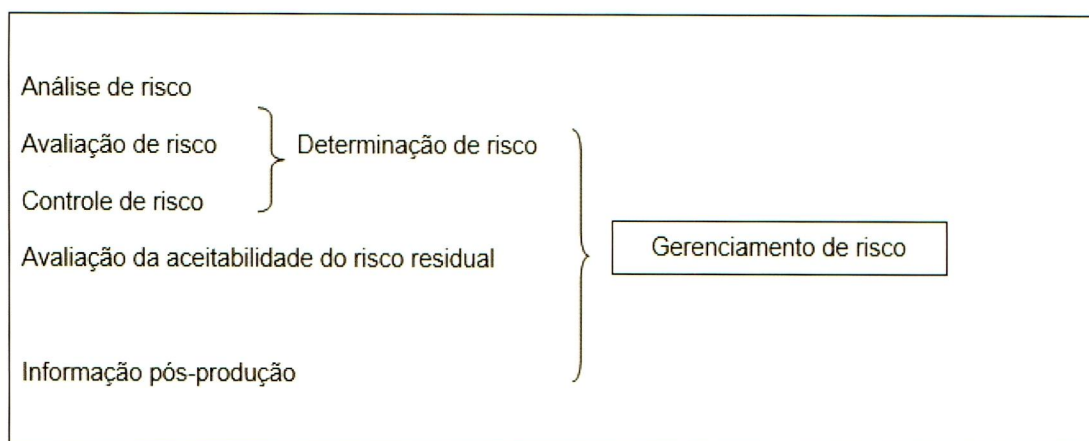 Análise de risco
Avaliação de risco
Determinação de risco
Controle de risco
Avaliação da aceitabilidade do risco residual
Gerenciamento de risco
Informação pós-produção